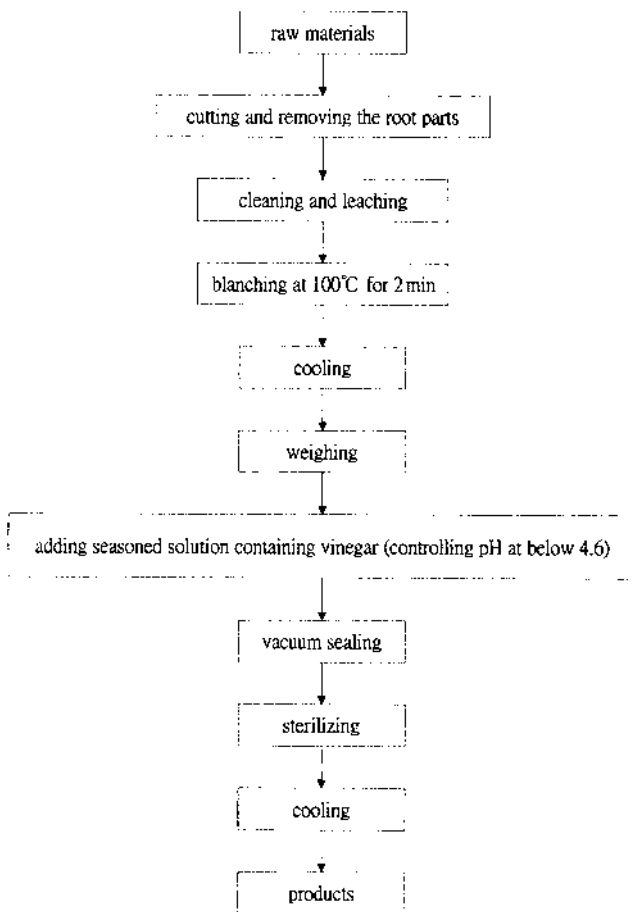 raw materials
cutting and removing the root parts
cleaning and leaching
blanching at 100℃ for 2 min
cooling
weighing
adding seasoned solution containing vinegar (controlling pH at below 4.6)
vacuum sealing
sterilizing
cooling
products